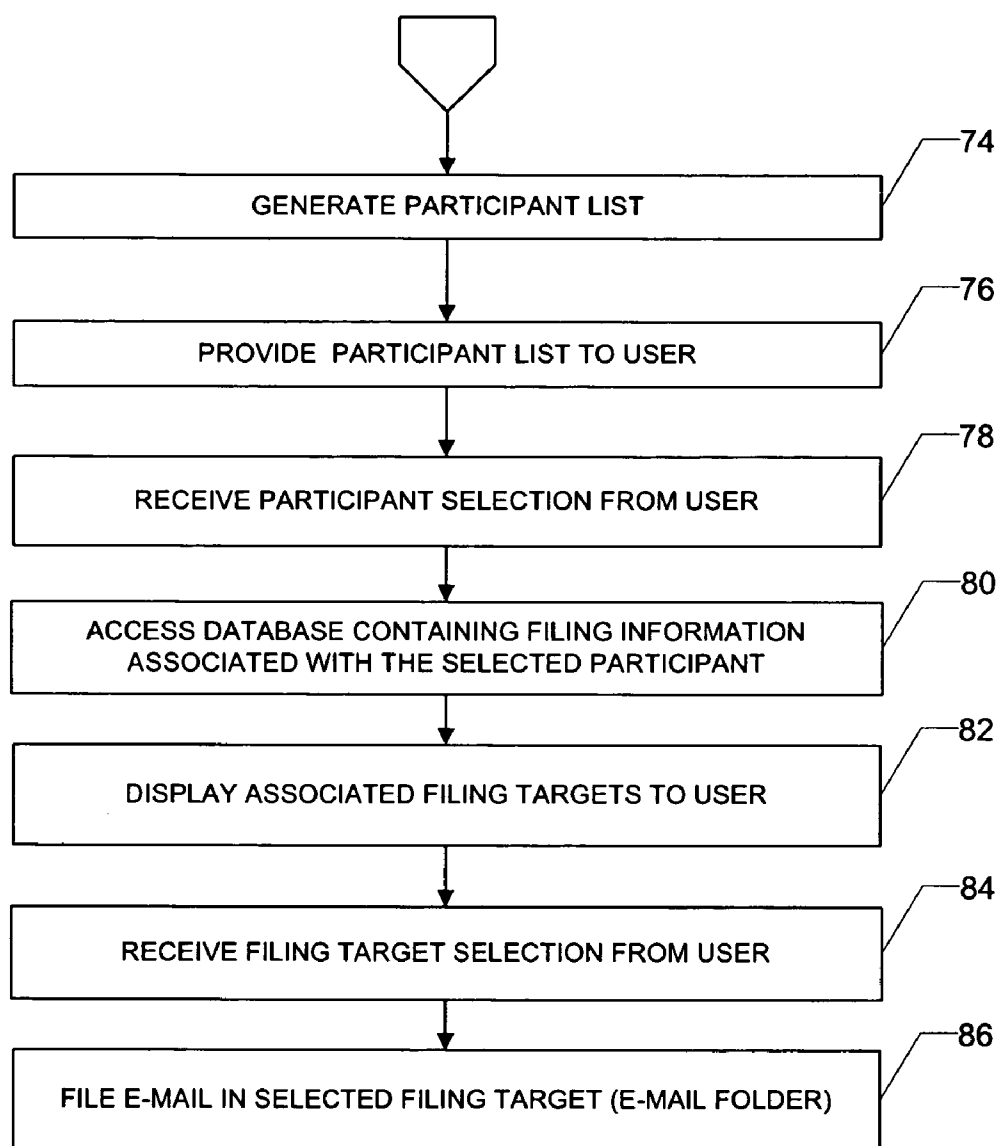 74
GENERATE PARTICIPANT LIST
76
PROVIDE PARTICIPANT LIST TO USER
78
RECEIVE PARTICIPANT SELECTION FROM USER
80
ACCESS DATABASE CONTAINING FILING INFORMATION
ASSOCIATED WITH THE SELECTED PARTICIPANT
82
DISPLAY ASSOCIATED FILING TARGETS TO USER
84
RECEIVE FILING TARGET SELECTION FROM USER
86
FILE E-MAIL IN SELECTED FILING TARGET (E-MAIL FOLDER)